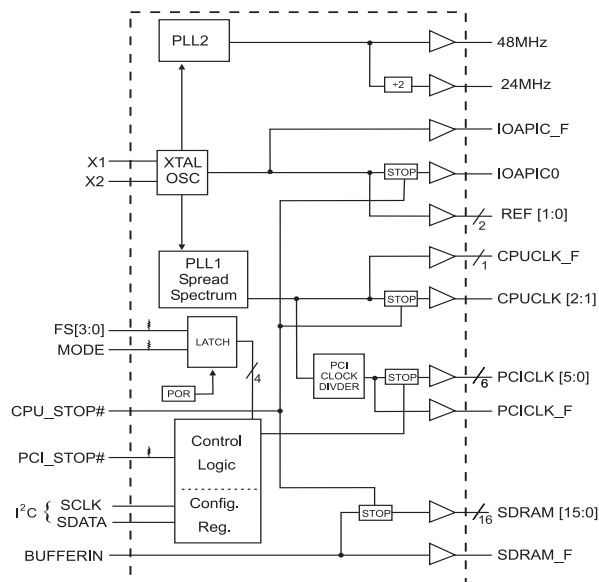 PLL2
48MHz
÷2
24MHz
IOAPIC_F
X1
X2
XTAL
OSC
STOP
IOAPIC0
REF [1:0]
2
PLL1
Spread
Spectrum
CPUCLK_F
1
STOP
CPUCLK [2:1]
FS[3:0]
MODE
LATCH
4
POR
PCI
CLOCK
DIVDER
STOP
PCICLK [5:0]
6
PCICLK_F
CPU_STOP#
PCI_STOP#
Control
Logic
Config.
Reg.
I²C { SCLK
SDATA
STOP
SDRAM [15:0]
16
BUFFERIN
SDRAM_F